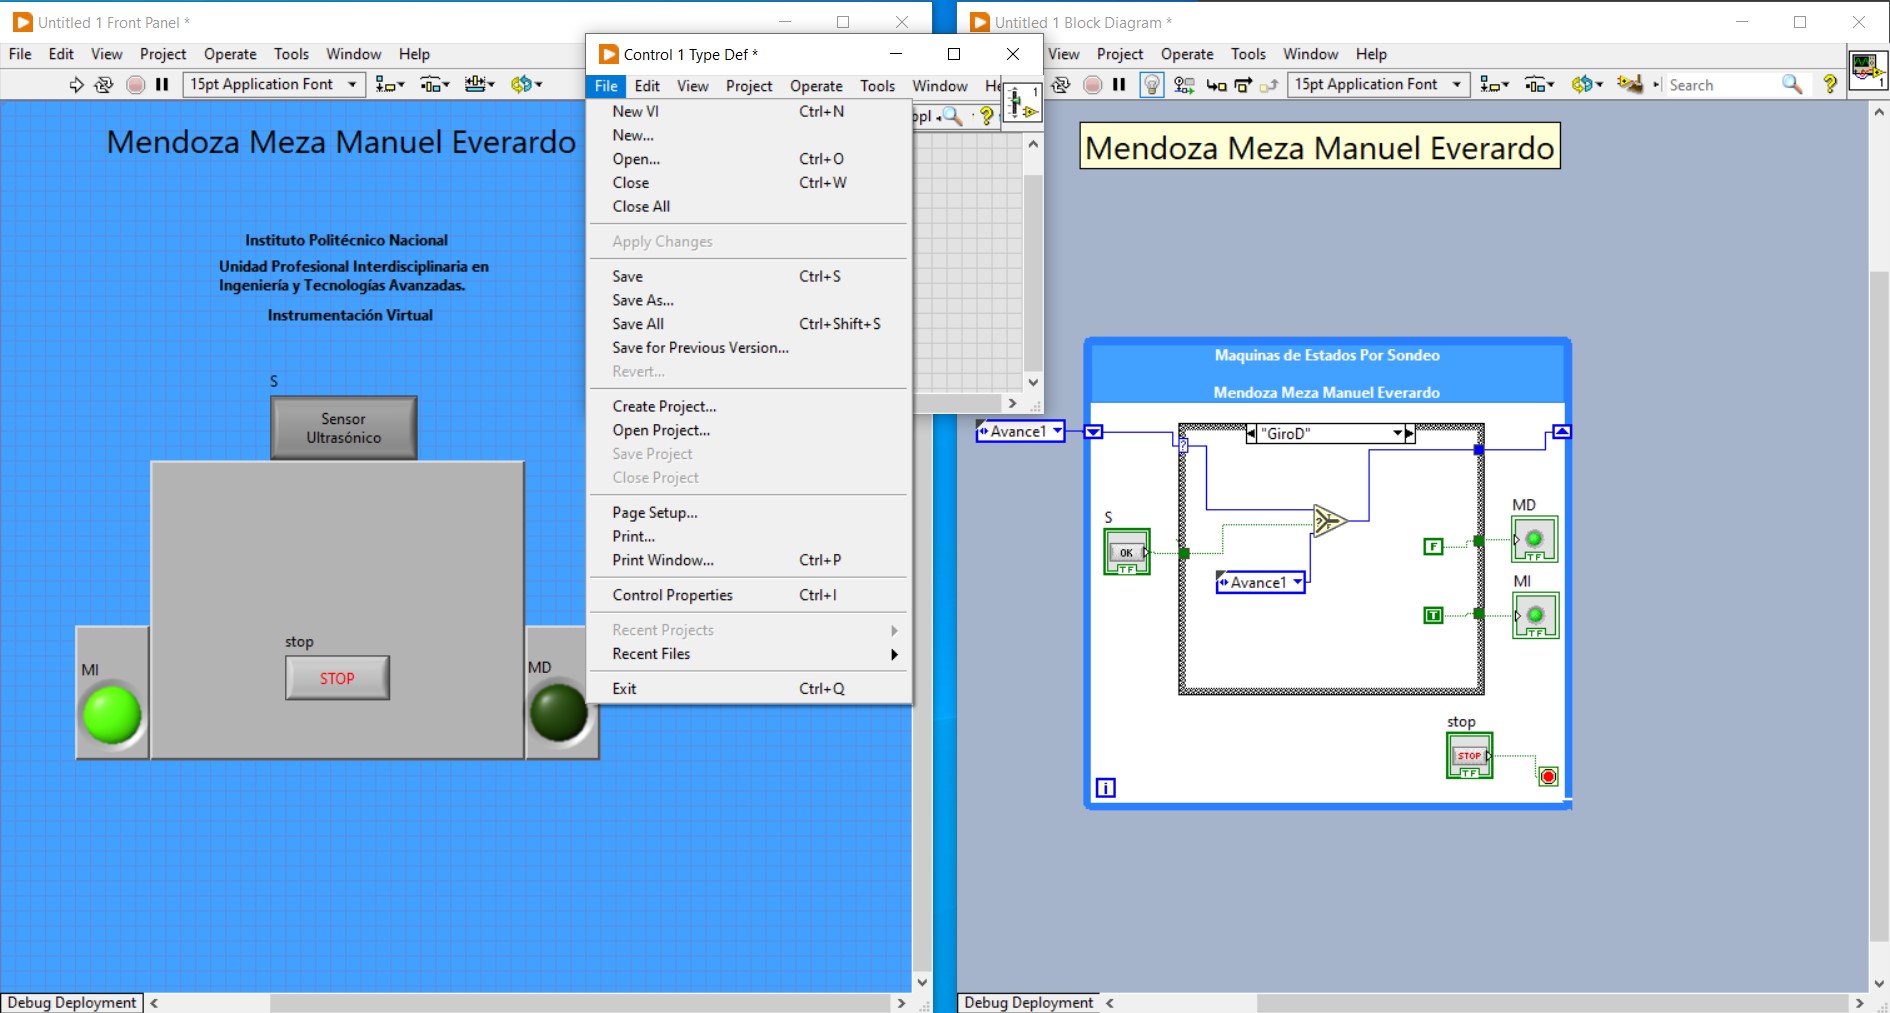 Untitled 1 Front Panel *
File Edit View Project Operate Tools Window Help
15pt Application Font
Mendoza Meza Manuel Everardo
Instituto Politécnico Nacional
Unidad Profesional Interdisciplinaria en
Ingeniería y Tecnologías Avanzadas.
Instrumentación Virtual
S
Sensor
Ultrasónico
stop
STOP
MI
MD
Debug Deployment
Control 1 Type Def *
File Edit View Project Operate Tools Window He
ppl
1
New VI Ctrl+N
New...
Open... Ctrl+O
Close Ctrl+W
Close All
Apply Changes
Save Ctrl+S
Save As...
Save All Ctrl+Shift+S
Save for Previous Version...
Revert...
Create Project...
Open Project...
Save Project
Close Project
Page Setup...
Print...
Print Window... Ctrl+P
Control Properties Ctrl+I
Recent Projects
Recent Files
Exit Ctrl+Q
Untitled 1 Block Diagram *
View Project Operate Tools Window Help
15pt Application Font
Search
?
1
Mendoza Meza Manuel Everardo
Maquinas de Estados Por Sondeo
Mendoza Meza Manuel Everardo
Avance1
"GiroD"
?
S
OK
TF
?
T
F
Avance1
MD
F
TF
MI
T
TF
stop
STOP
TF
i
Debug Deployment